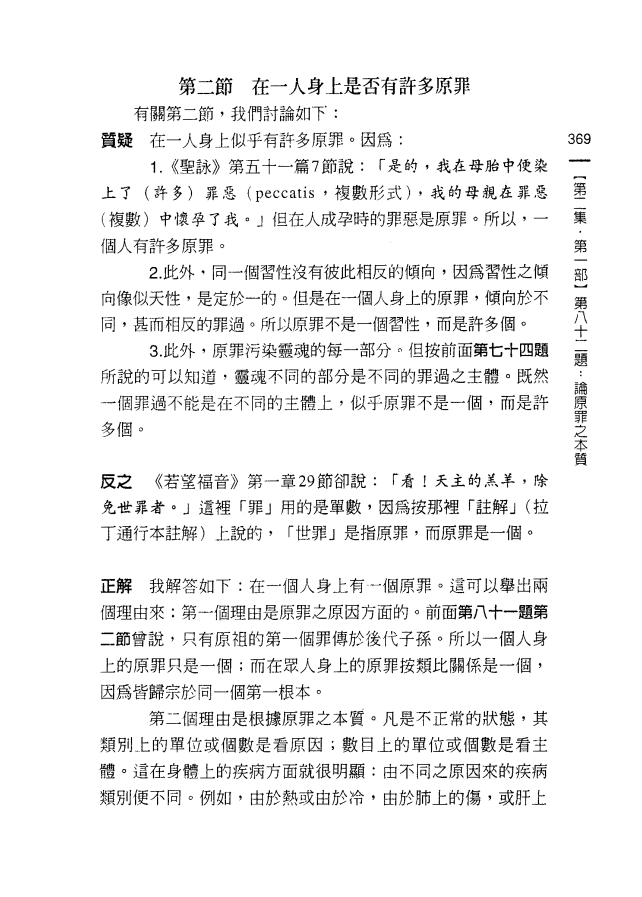 第二節　在一人身上是否有許多原罪
有關第二節，我們討論如下：
質疑　在一人身上似乎有許多原罪。因爲：
1.《聖詠》第五十一篇7節說：「是的，我在母胎中便染
上了（許多）罪惡（peccatis，複數形式），我的母親在罪惡
（複數）中懷孕了我。」但在人成孕時的罪惡是原罪。所以，一
個人有許多原罪。
2.此外，同一個習性沒有彼此相反的傾向，因爲習性之傾
向像似天性，是定於一的。但是在一個人身上的原罪，傾向於不
同，甚而相反的罪過。所以原罪不是一個習性，而是許多個。
3.此外，原罪污染靈魂的每一部分。但按前面第七十四題
所說的可以知道，靈魂不同的部分是不同的罪過之主體。既然
一個罪過不能是在不同的主體上，似乎原罪不是一個，而是許
多個。
反之　《若望福音》第一章29節卻說：「看！天主的羔羊，除
免世罪者。」這裡「罪」用的是單數，因爲按那裡「註解」（拉
丁通行本註解）上說的，「世罪」是指原罪，而原罪是一個。
正解　我解答如下：在一個人身上有一個原罪。這可以舉出兩
個理由來：第一個理由是原罪之原因方面的。前面第八十一題第
二節曾說，只有原祖的第一個罪傳於後代子孫。所以一個人身
上的原罪只是一個；而在眾人身上的原罪按類比關係是一個，
因爲皆歸宗於同一個第一根本。
第二個理由是根據原罪之本質。凡是不正常的狀態，其
類別上的單位或個數是看原因；數目上的單位或個數是看主
體。這在身體上的疾病方面就很明顯：由不同之原因來的疾病
類別便不同。例如，由於熱或由於冷，由於肺上的傷，或肝上
369
【第二集．第一部】第八十二題：論原罪之本質